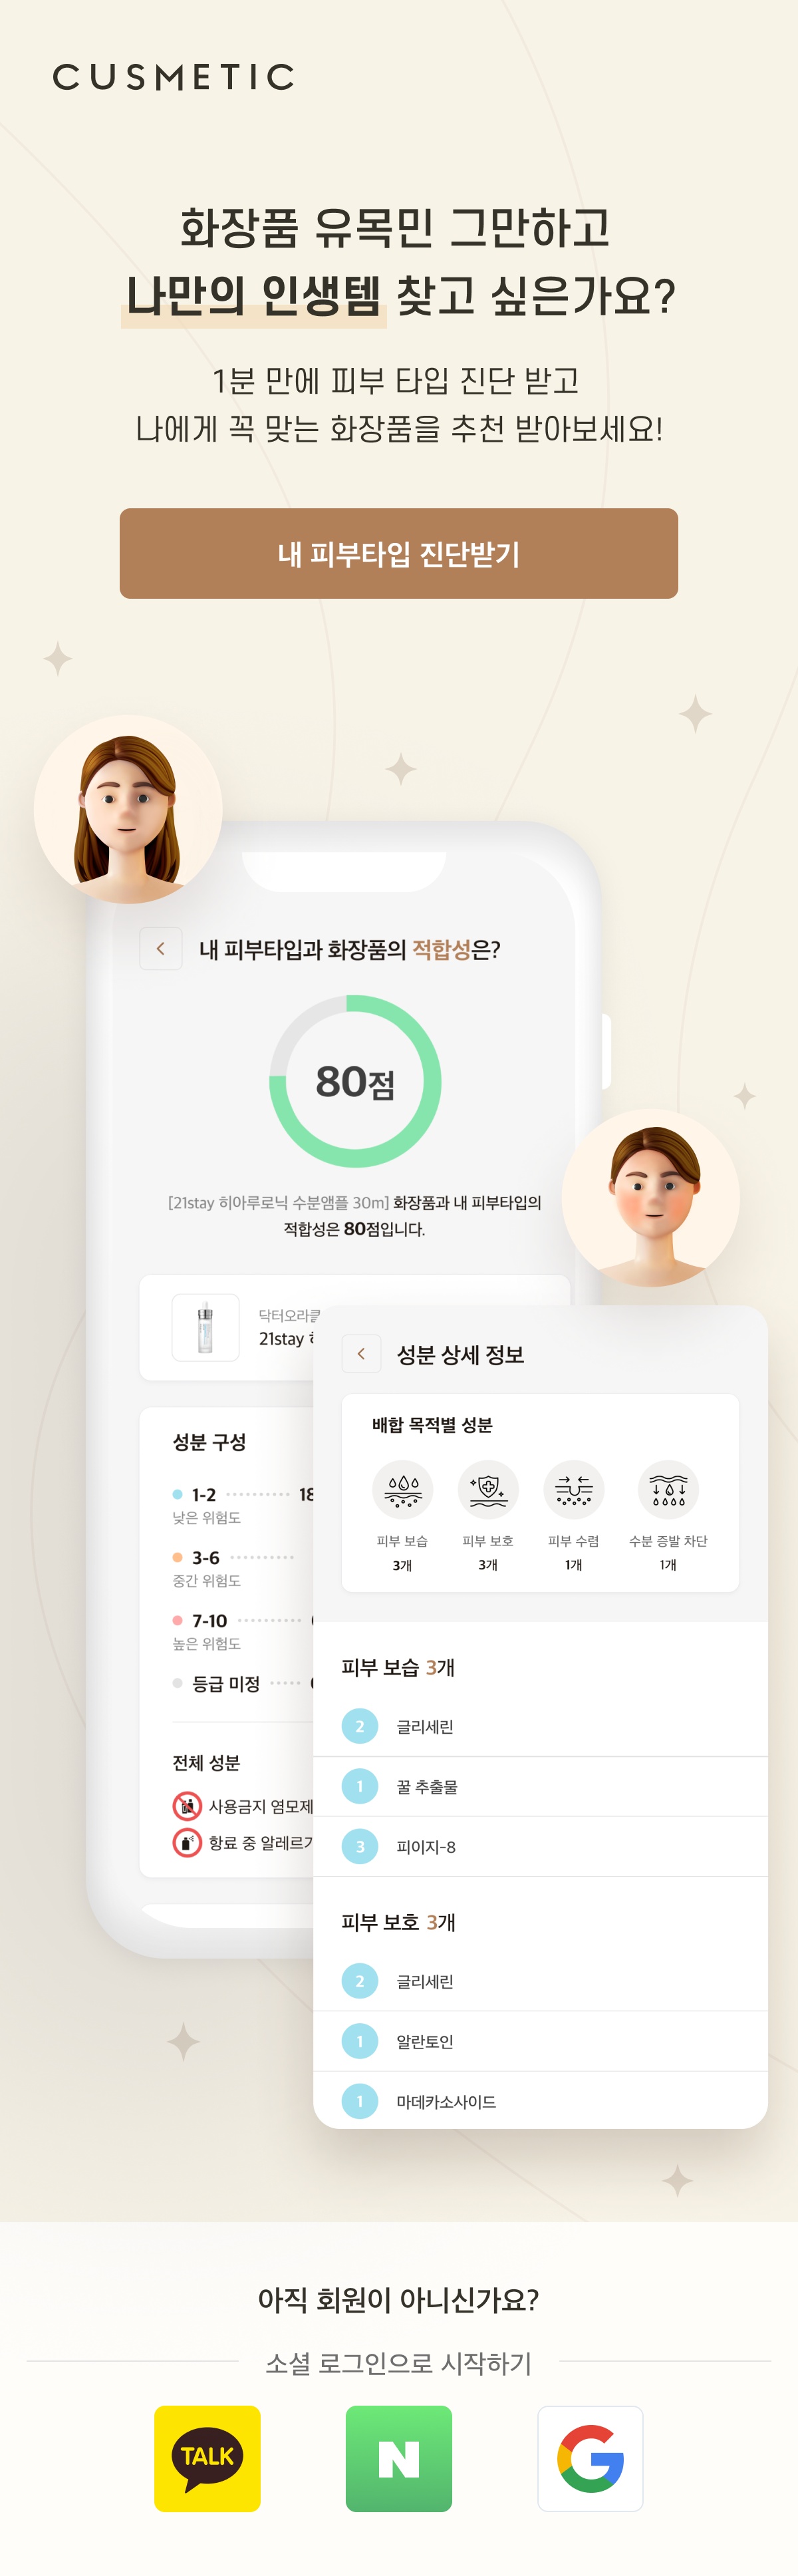 CUSMETIC
화장품 유목민 그만하고
나만의 인생템 찾고 싶은가요?
1분 만에 피부 타입 진단 받고
나에게 꼭 맞는 화장품을 추천 받아보세요!
내 피부타입 진단받기
내 피부타입과 화장품의 적합성은?
80점
[21stay 히아루로닉 수분앰플 30m] 화장품과 내 피부타입의
적합성은 80점입니다.
닥터오라클
21stay
성분 구성
1-2 18
낮은 위험도
3-6
중간 위험도
7-10
높은 위험도
등급 미정
전체 성분
사용금지 염모제
향료 중 알레르기
성분 상세 정보
배합 목적별 성분
피부 보습
3개
피부 보호
3개
피부 수렴
1개
수분 증발 차단
1개
피부 보습 3개
2 글리세린
1 꿀 추출물
3 피이지-8
피부 보호 3개
2 글리세린
1 알란토인
1 마데카소사이드
아직 회원이 아니신가요?
소셜 로그인으로 시작하기
TALK
N
G